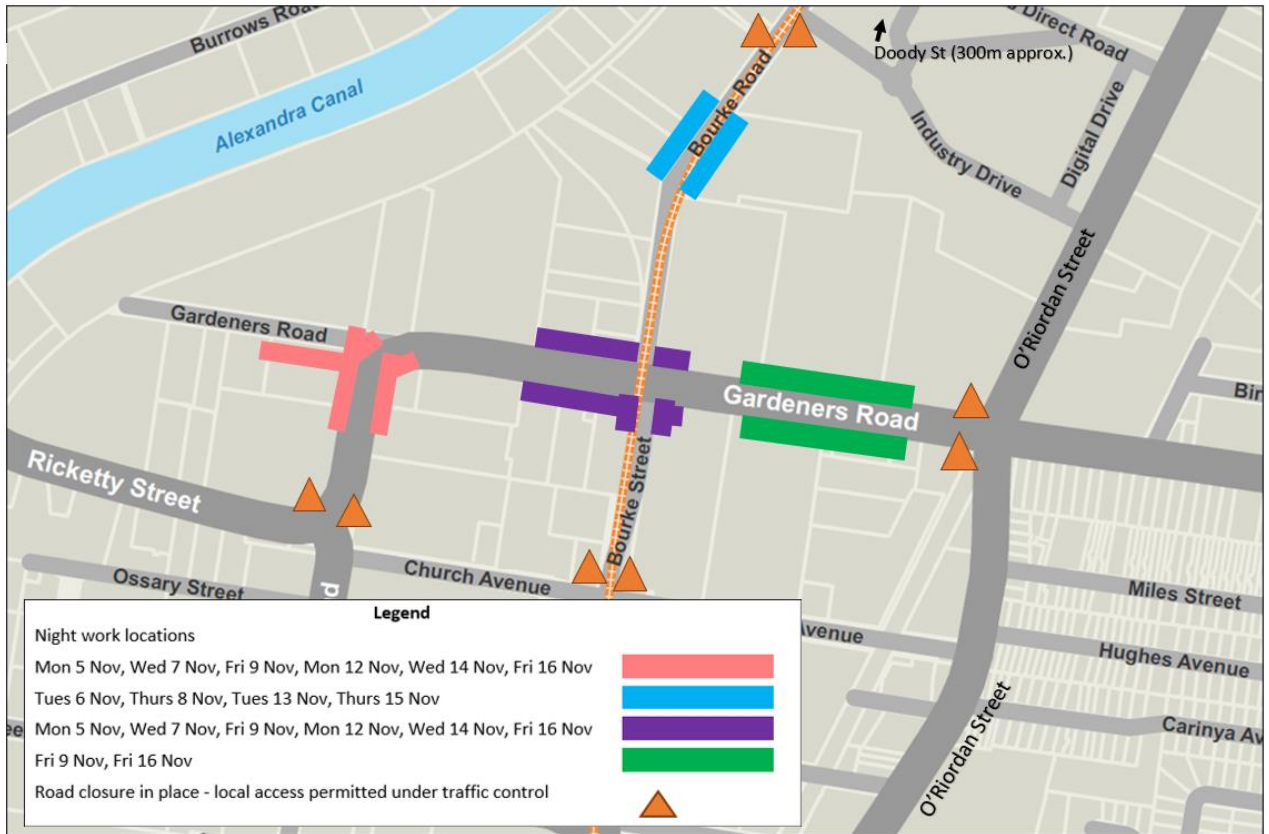 Burrows Road
s Direct Road
Doody St (300m approx.)
Bourke Road
Alexandra Canal
Digital Drive
Industry Drive
O'Riordan Street
Gardeners Road
Gardeners Road
Bir
Ricketty Street
Bourke Street
Church Avenue
Ossary Street
Miles Street
Avenue
Hughes Avenue
Carinya Av
O'Riordan Street
Legend
Night work locations
Mon 5 Nov, Wed 7 Nov, Fri 9 Nov, Mon 12 Nov, Wed 14 Nov, Fri 16 Nov
Tues 6 Nov, Thurs 8 Nov, Tues 13 Nov, Thurs 15 Nov
Mon 5 Nov, Wed 7 Nov, Fri 9 Nov, Mon 12 Nov, Wed 14 Nov, Fri 16 Nov
Fri 9 Nov, Fri 16 Nov
Road closure in place - local access permitted under traffic control